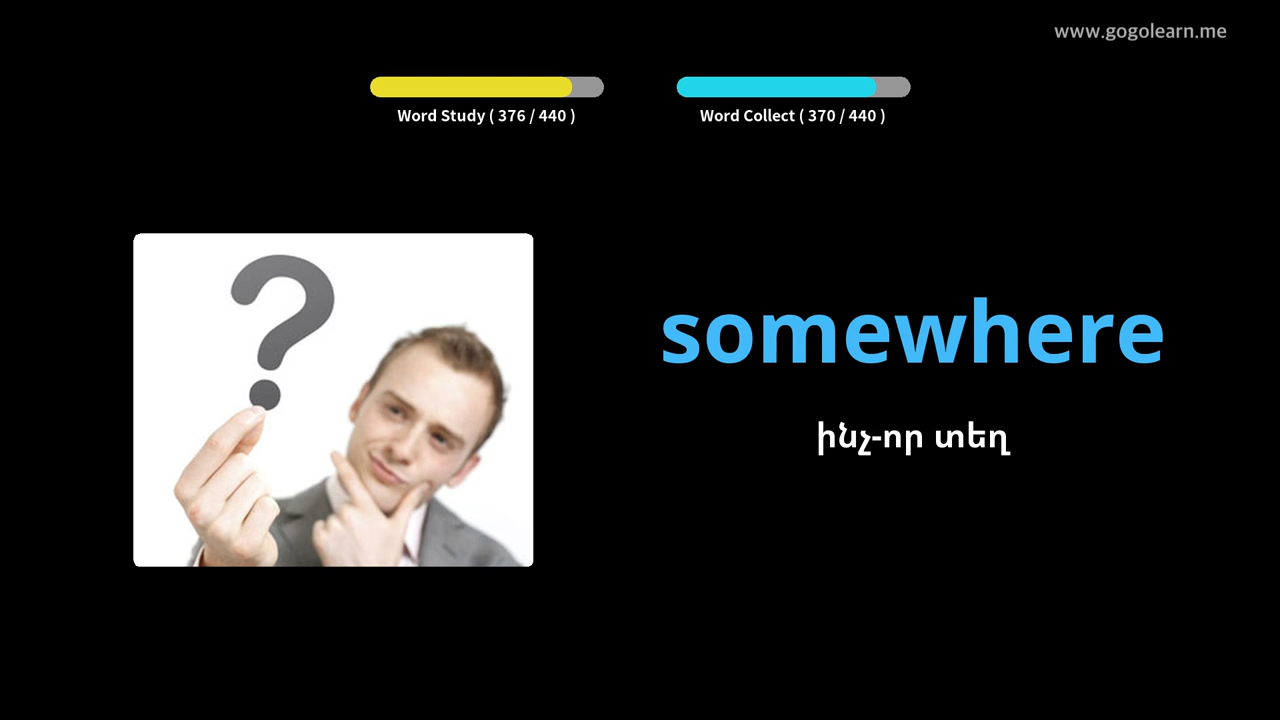 www.gogolearn.me
Word Study ( 376 / 440 )
Word Collect ( 370 / 440 )
?
somewhere
ինչ-որ տեղ